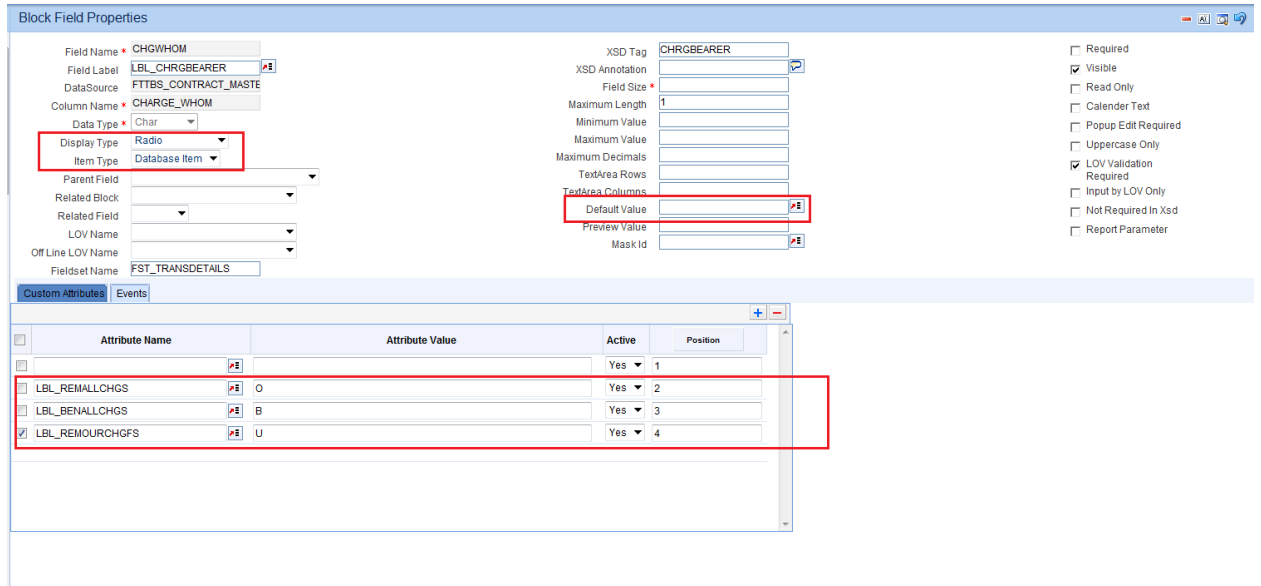 Block Field Properties
Field Name * CHGWHOM
Field Label LBL_CHRGBEARER
DataSource FTTBS_CONTRACT_MASTE
Column Name * CHARGE_WHOM
Data Type * Char
Display Type Radio
Item Type Database Item
Parent Field
Related Block
Related Field
LOV Name
Off Line LOV Name
Fieldset Name FST_TRANSDETAILS
XSD Tag CHRGBEARER
XSD Annotation
Field Size *
Maximum Length 1
Minimum Value
Maximum Value
Maximum Decimals
TextArea Rows
TextArea Columns
Default Value
Preview Value
Mask Id
Required
Visible
Read Only
Calender Text
Popup Edit Required
Uppercase Only
LOV Validation
Required
Input by LOV Only
Not Required In Xsd
Report Parameter
Custom Attributes Events
Attribute Name Attribute Value Active Position
Yes 1
LBL_REMALLCHGS O Yes 2
LBL_BENALLCHGS B Yes 3
LBL_REMOURCHGFS U Yes 4